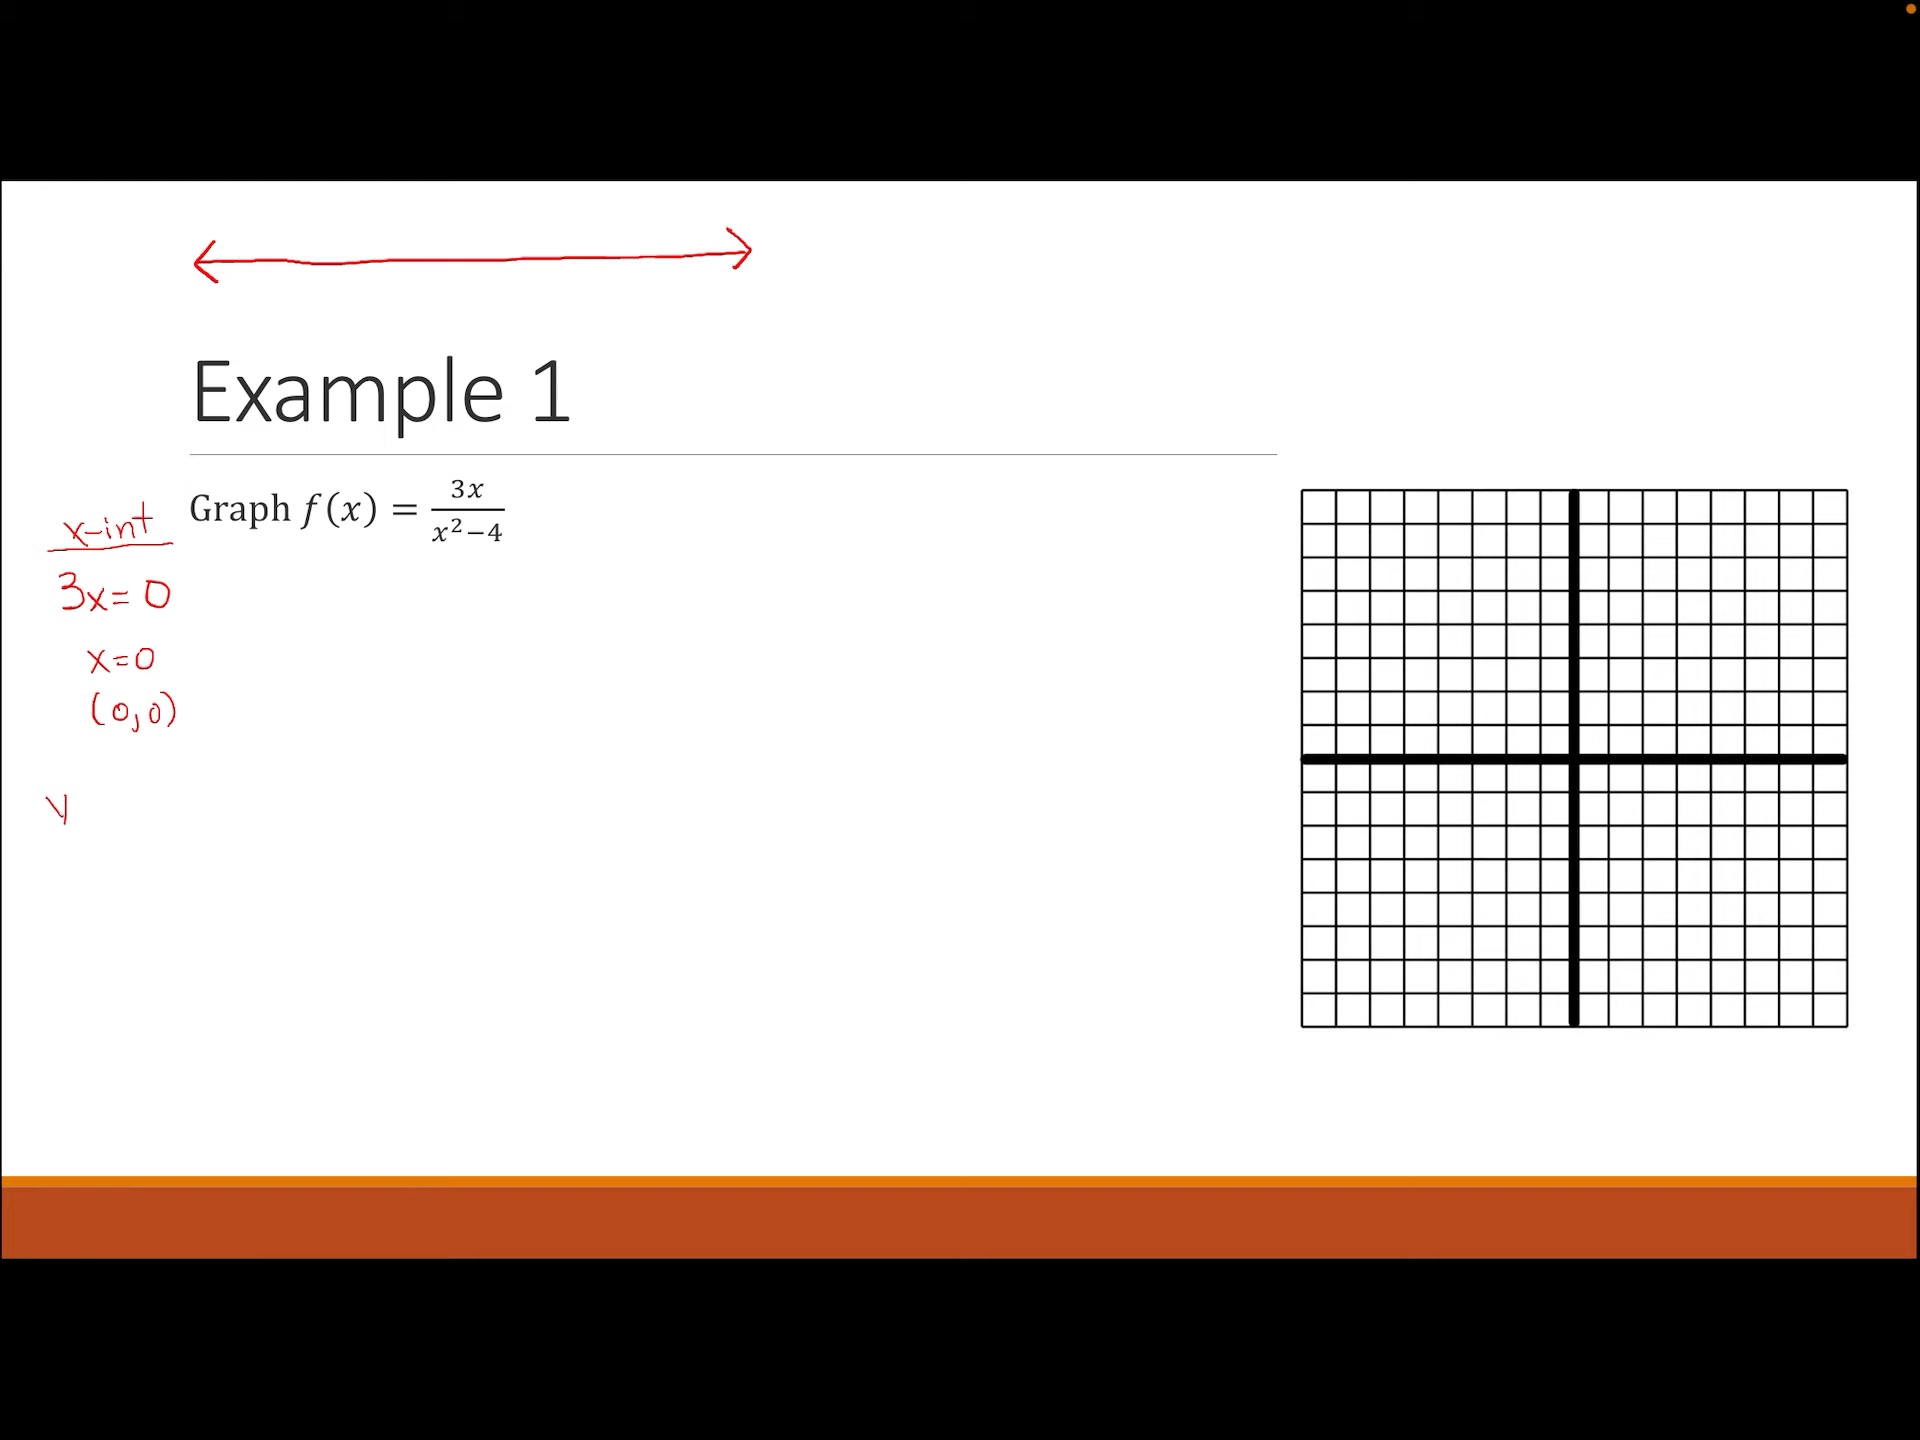 Example 1
Graph f(x) = 3x / x² − 4
x-int
3x = 0
x = 0
(0, 0)
y